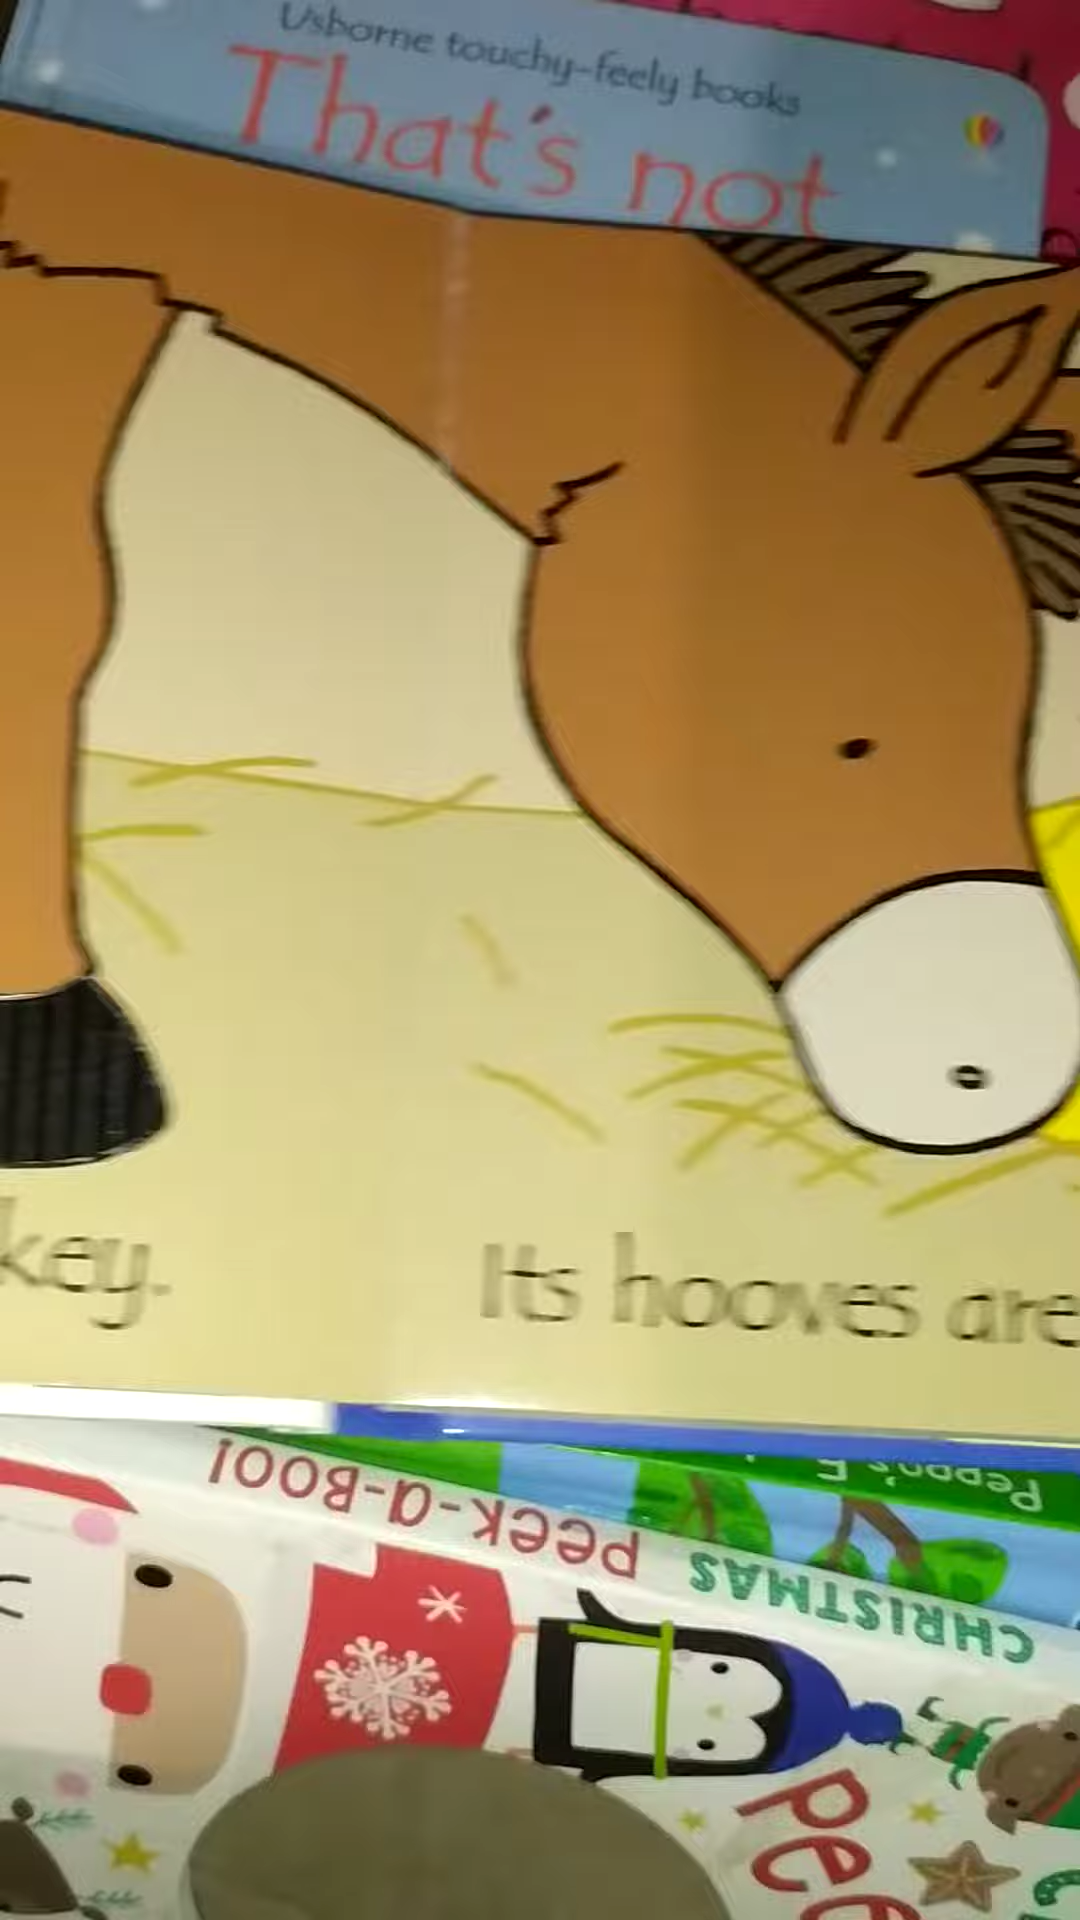 Usborne touchy-feely books
That's not
key.
Its hooves are
Peppa's
CHRISTMAS peek-a-BOO!
pee